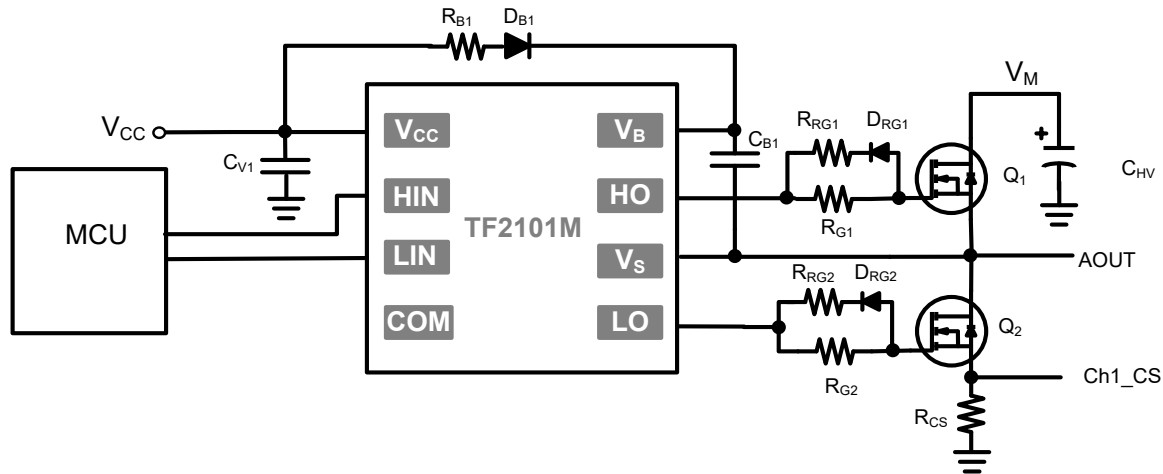 RB1
DB1
VM
VCC
VCC
VB
RRG1
DRG1
CV1
CB1
CHV
Q1
MCU
HIN
HO
TF2101M
RG1
LIN
VS
AOUT
RRG2
DRG2
COM
LO
Q2
RG2
Ch1_CS
RCS
+